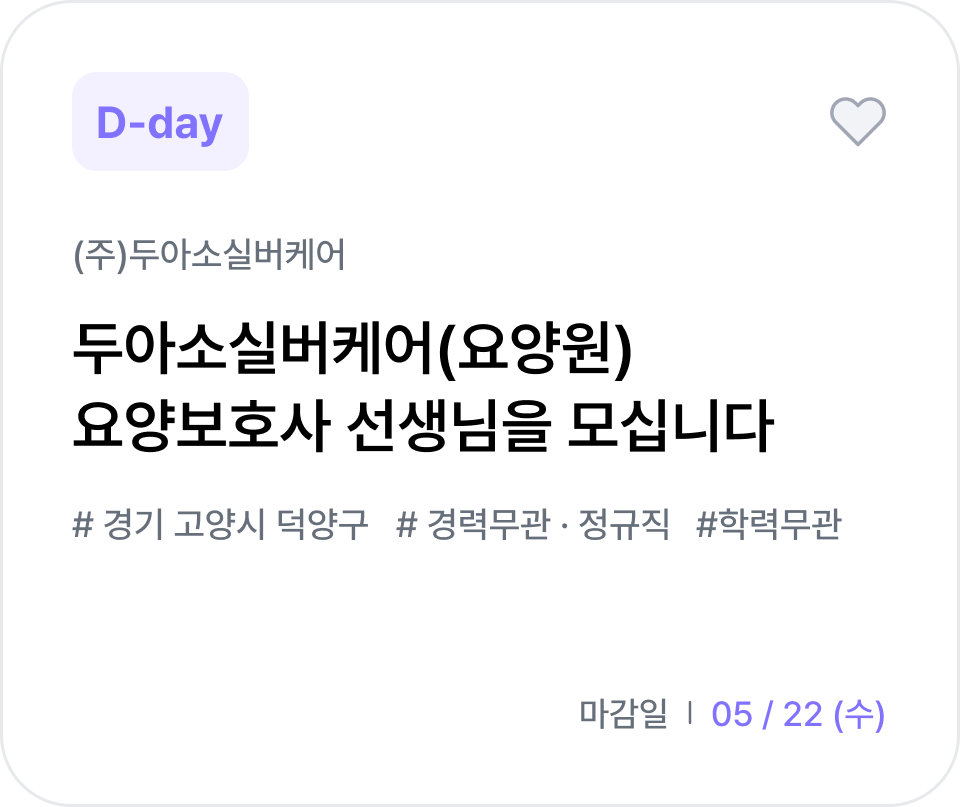 D-day
(주)두아소실버케어
두아소실버케어(요양원)
요양보호사 선생님을 모십니다
# 경기 고양시 덕양구 # 경력무관 · 정규직 #학력무관
마감일 | 05 / 22 (수)